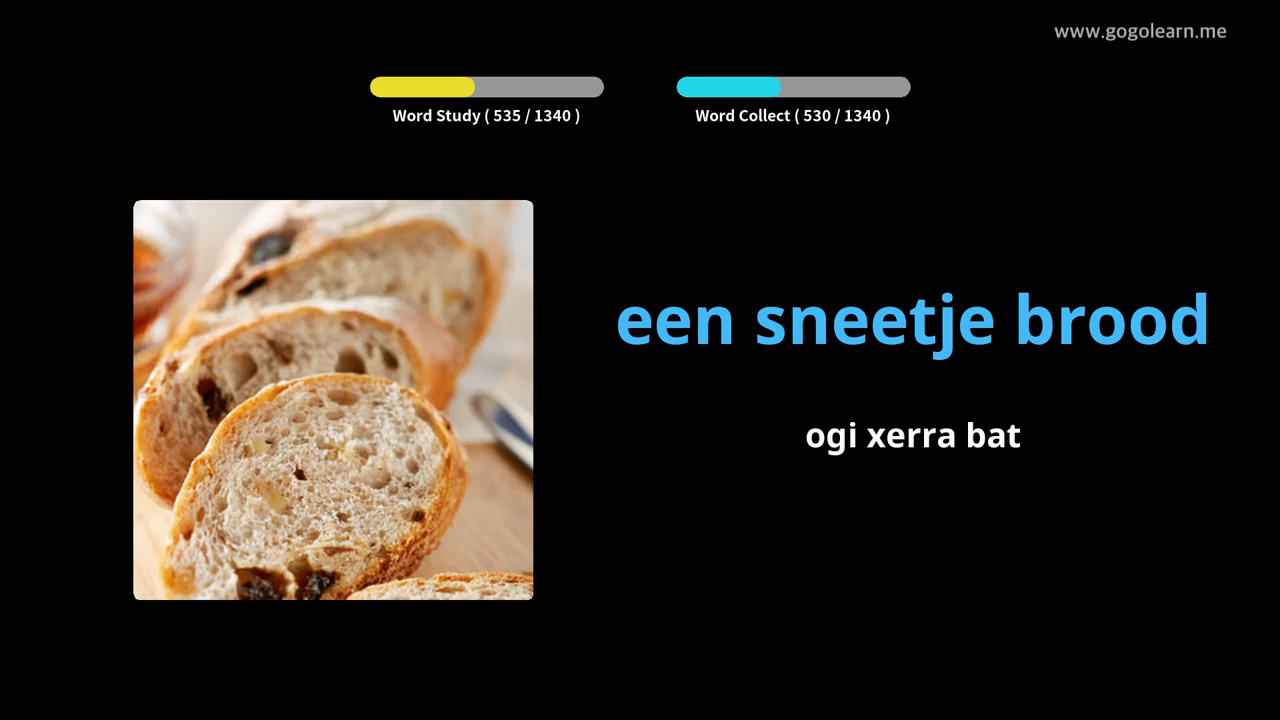 www.gogolearn.me
Word Study ( 535 / 1340 )
Word Collect ( 530 / 1340 )
een sneetje brood
ogi xerra bat